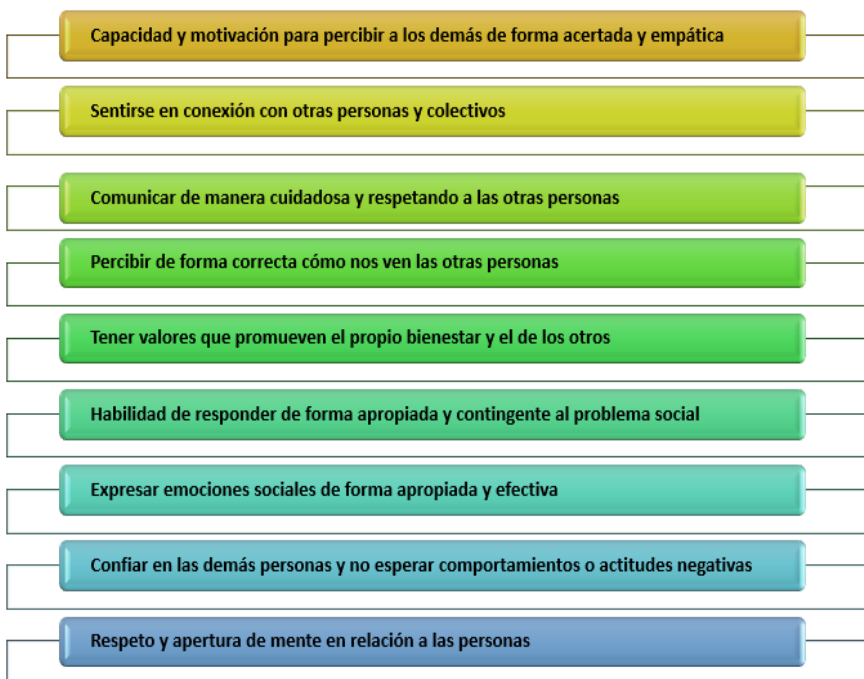 Capacidad y motivación para percibir a los demás de forma acertada y empática
Sentirse en conexión con otras personas y colectivos
Comunicar de manera cuidadosa y respetando a las otras personas
Percibir de forma correcta cómo nos ven las otras personas
Tener valores que promueven el propio bienestar y el de los otros
Habilidad de responder de forma apropiada y contingente al problema social
Expresar emociones sociales de forma apropiada y efectiva
Confiar en las demás personas y no esperar comportamientos o actitudes negativas
Respeto y apertura de mente en relación a las personas